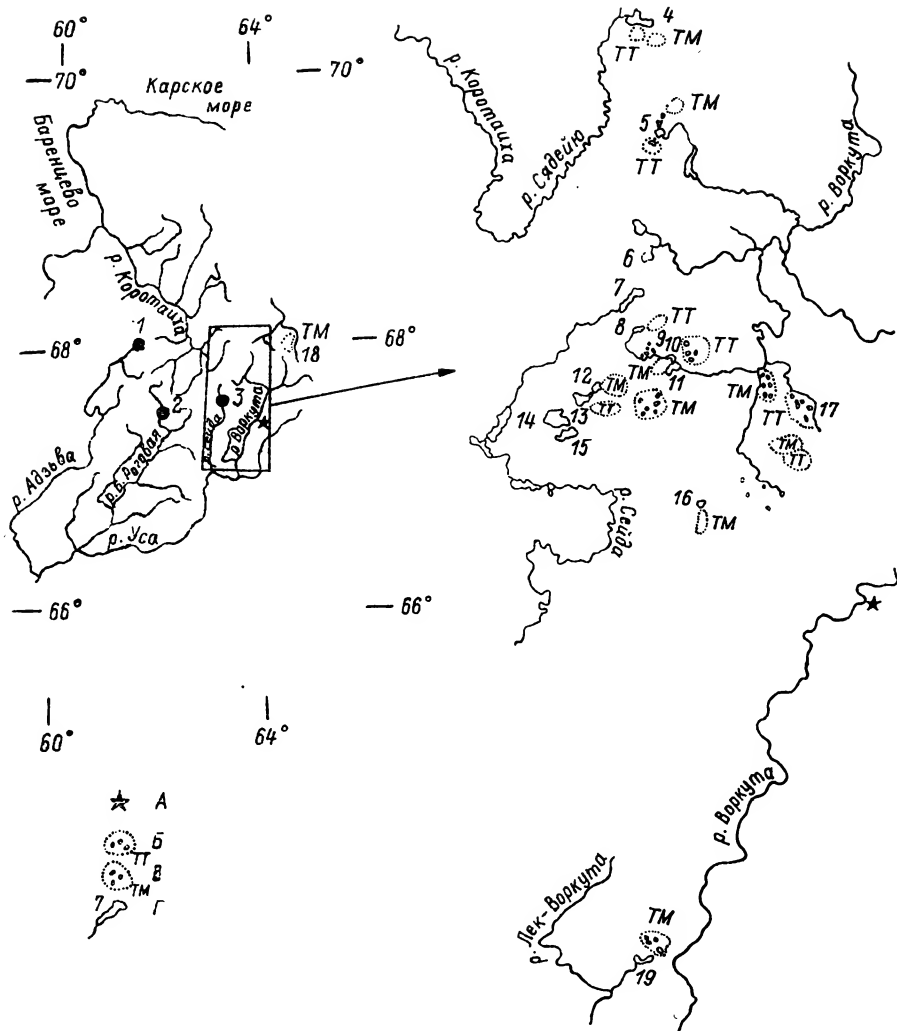 60°
64°
70°
Карское
море
Баренцево
море
р. Коротаиха
1
68°
ТМ
18
2
3
р. Сейда
р. Воркута
р. Адзьва
р. Б. Роговая
р. Уса
66°
60°
64°
А
Б
ТТ
В
ТМ
7
Г
70°
р. Коротаиха
р. Сядейю
4
ТТ
ТМ
ТМ
5
ТТ
р. Воркута
6
7
8
ТТ
68°
9
10
ТТ
ТМ
11
12
ТМ
13
ТТ
ТМ
14
15
ТМ
ТТ
17
ТМ
ТТ
16
ТМ
р. Сейда
66°
р. Воркута
р. Лек-Воркута
ТМ
19